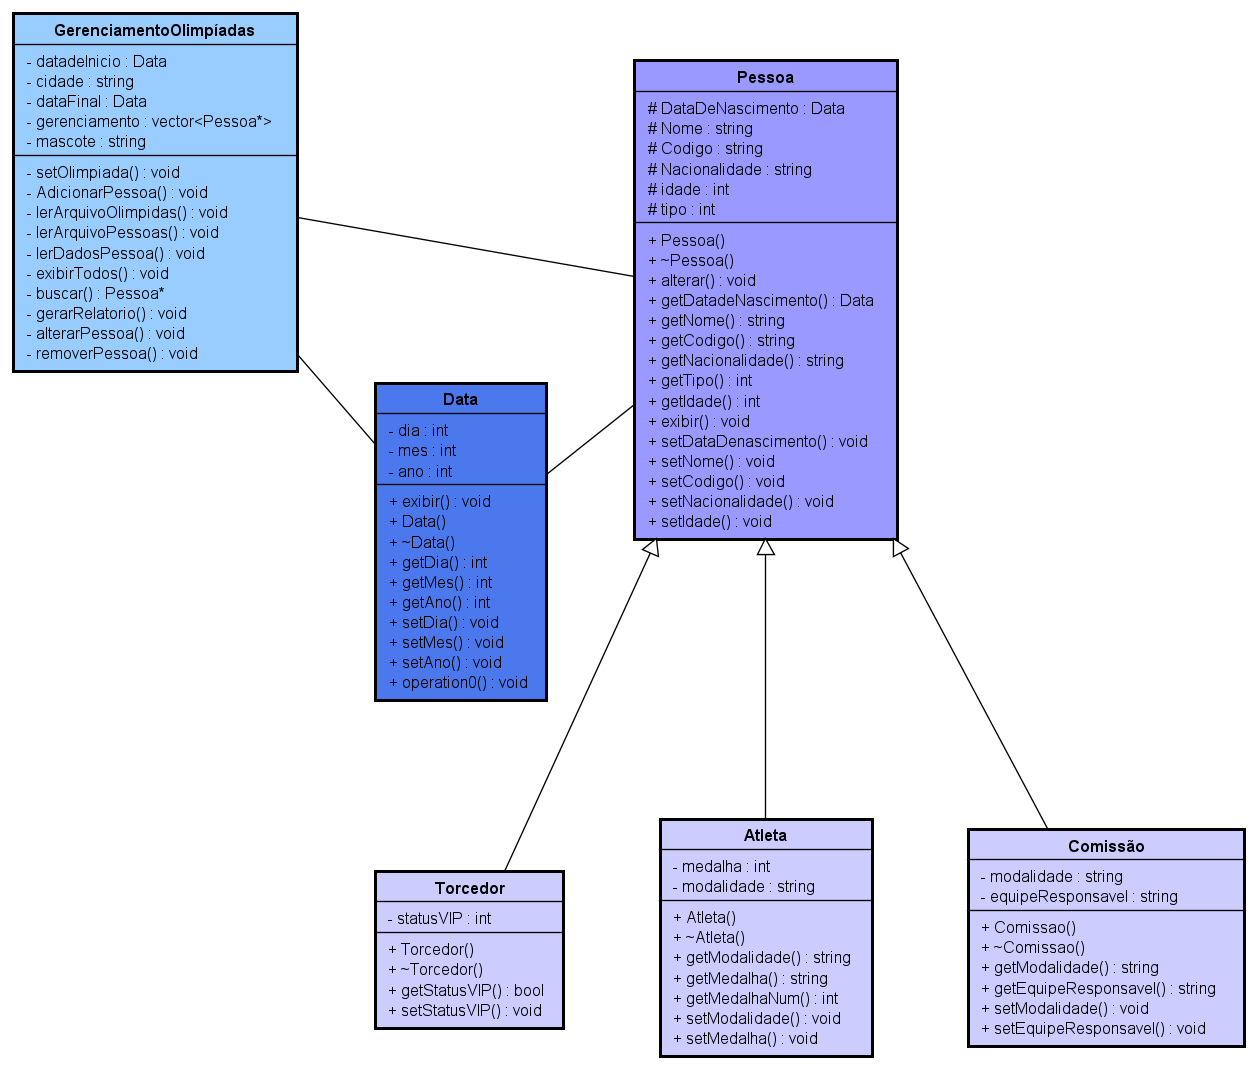 GerenciamentoOlimpíadas
- datadeInicio : Data
- cidade : string
- dataFinal : Data
- gerenciamento : vector<Pessoa*>
- mascote : string
- setOlimpiada() : void
- AdicionarPessoa() : void
- lerArquivoOlimpidas() : void
- lerArquivoPessoas() : void
- lerDadosPessoa() : void
- exibirTodos() : void
- buscar() : Pessoa*
- gerarRelatorio() : void
- alterarPessoa() : void
- removerPessoa() : void
Pessoa
# DataDeNascimento : Data
# Nome : string
# Codigo : string
# Nacionalidade : string
# idade : int
# tipo : int
+ Pessoa()
+ ~Pessoa()
+ alterar() : void
+ getDatadeNascimento() : Data
+ getNome() : string
+ getCodigo() : string
+ getNacionalidade() : string
+ getTipo() : int
+ getIdade() : int
+ exibir() : void
+ setDataDenascimento() : void
+ setNome() : void
+ setCodigo() : void
+ setNacionalidade() : void
+ setIdade() : void
Data
- dia : int
- mes : int
- ano : int
+ exibir() : void
+ Data()
+ ~Data()
+ getDia() : int
+ getMes() : int
+ getAno() : int
+ setDia() : void
+ setMes() : void
+ setAno() : void
+ operation0() : void
Torcedor
- statusVIP : int
+ Torcedor()
+ ~Torcedor()
+ getStatusVIP() : bool
+ setStatusVIP() : void
Atleta
- medalha : int
- modalidade : string
+ Atleta()
+ ~Atleta()
+ getModalidade() : string
+ getMedalha() : string
+ getMedalhaNum() : int
+ setModalidade() : void
+ setMedalha() : void
Comissão
- modalidade : string
- equipeResponsavel : string
+ Comissao()
+ ~Comissao()
+ getModalidade() : string
+ getEquipeResponsavel() : string
+ setModalidade() : void
+ setEquipeResponsavel() : void